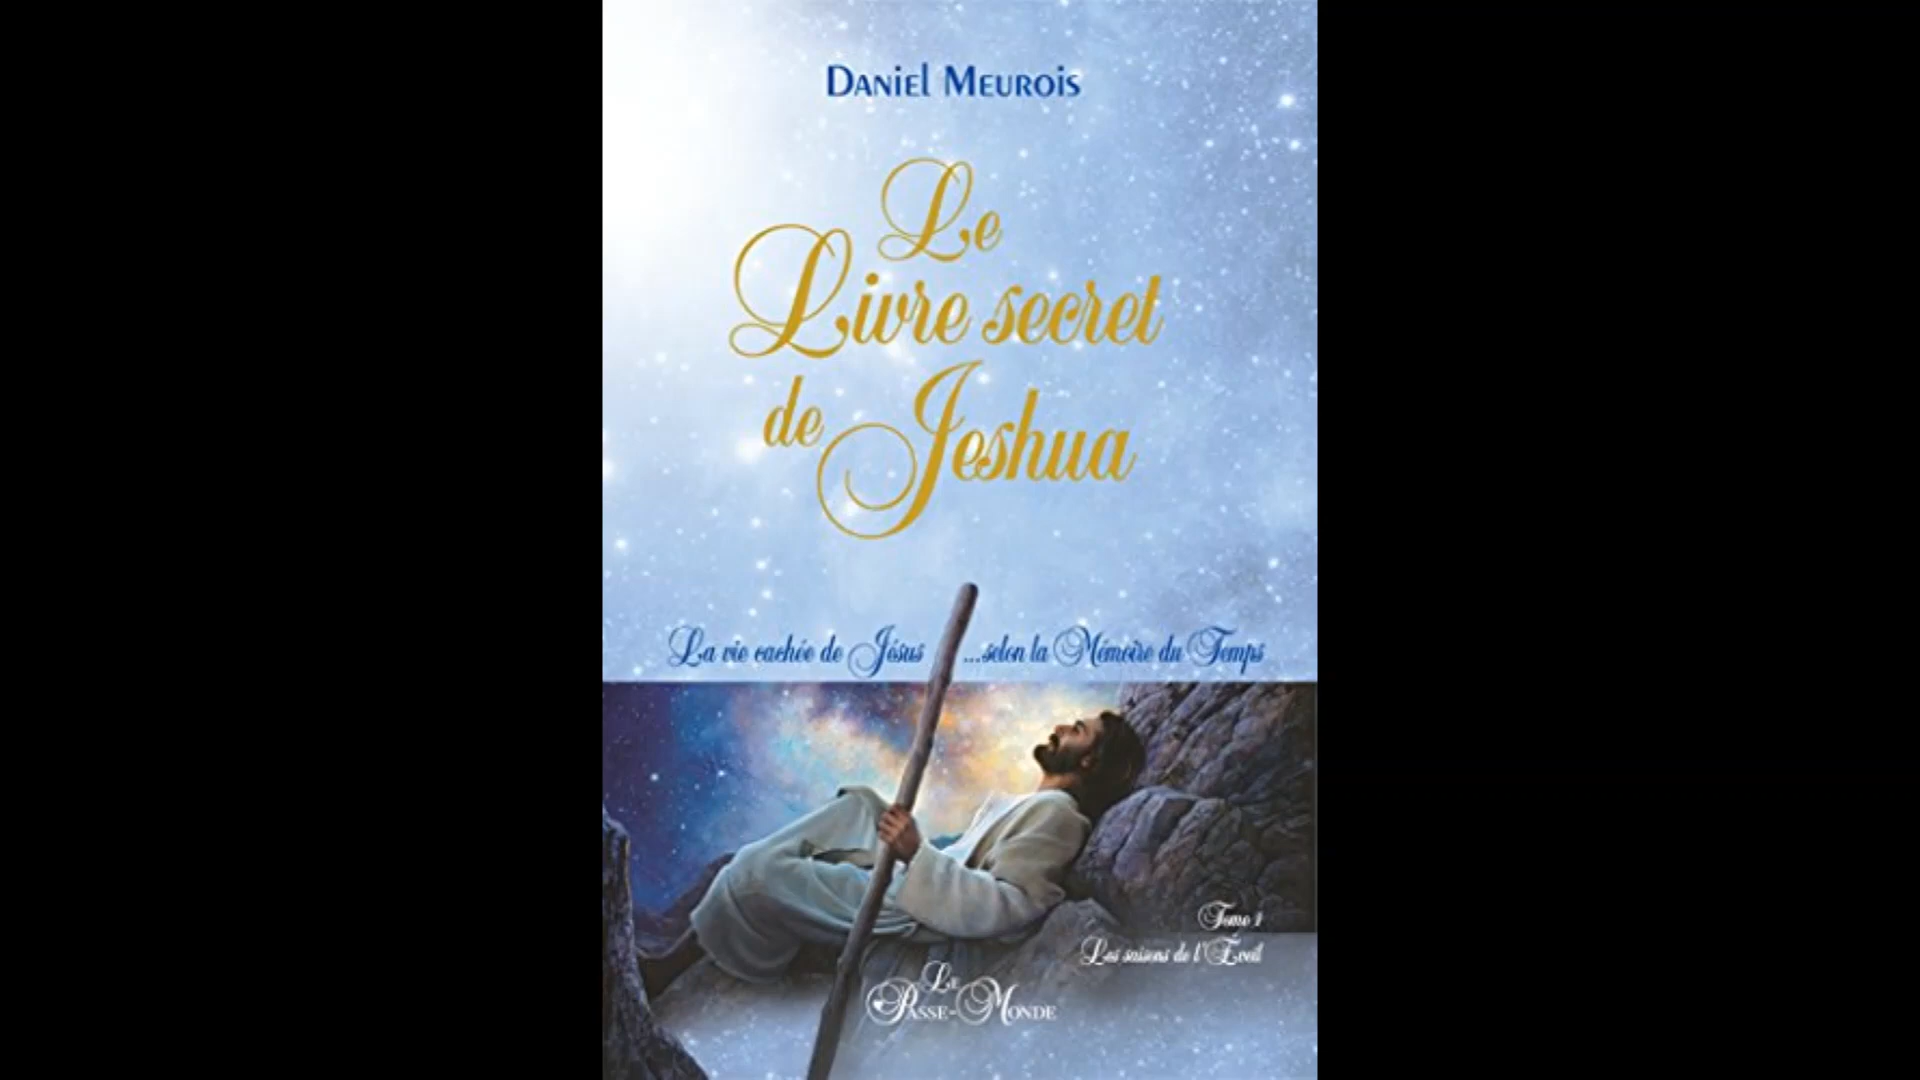 Daniel Meurois
Le
Livre secret
de Jeshua
La vie cachée de Jésus ...selon la Mémoire du Temps
Tome 1
Les saisons de l'Éveil
Le
Passe-Monde